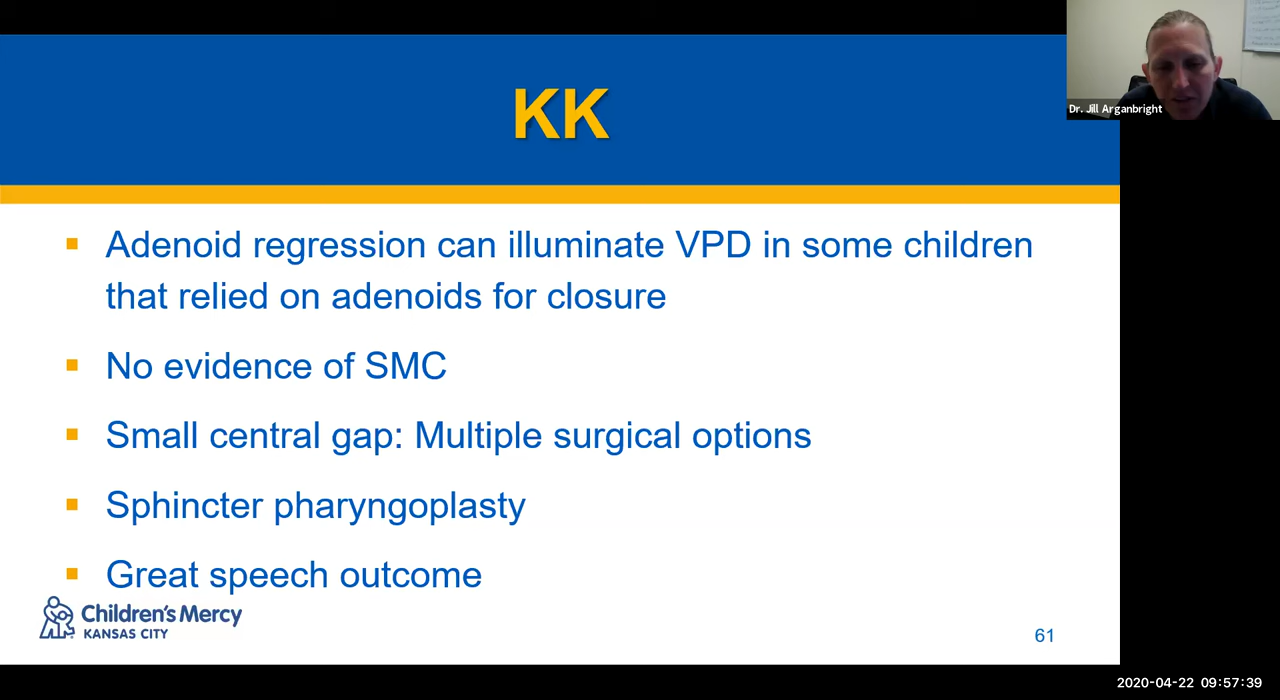 KK
Dr. Jill Arganbright
Adenoid regression can illuminate VPD in some children
that relied on adenoids for closure
No evidence of SMC
Small central gap: Multiple surgical options
Sphincter pharyngoplasty
Great speech outcome
Children's Mercy
KANSAS CITY
61
2020-04-22 09:57:39